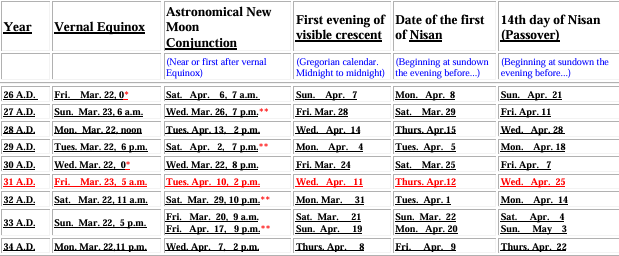 Year	Vernal Equinox	Astronomical New Moon Conjunction	First evening of visible crescent	Date of the first of Nisan	14th day of Nisan (Passover)
(Near or first after vernal Equinox)	(Gregorian calendar. Midnight to midnight)	(Beginning at sundown the evening before...)	(Beginning at sundown the evening before...)
26 A.D.	Fri. Mar. 22, 0*	Sat. Apr. 6, 7 a.m.	Sun. Apr. 7	Mon. Apr. 8	Sun. Apr. 21
27 A.D.	Sun. Mar. 23, 6 a.m.	Wed. Mar. 26, 7 p.m.**	Fri. Mar. 28	Sat. Mar. 29	Fri. Apr. 11
28 A.D.	Mon. Mar. 22, noon	Tues. Apr. 13, 2 p.m.	Wed. Apr. 14	Thurs. Apr.15	Wed. Apr. 28
29 A.D.	Tues. Mar. 22, 6 p.m.	Sat. Apr. 2, 7 p.m.**	Mon. Apr. 4	Tues. Apr. 5	Mon. Apr. 18
30 A.D.	Wed. Mar. 22, 0*	Wed. Mar. 22, 8 p.m.	Fri. Mar. 24	Sat. Mar. 25	Fri. Apr. 7
31 A.D.	Fri. Mar. 23, 5 a.m.	Tues. Apr. 10, 2 p.m.	Wed. Apr. 11	Thurs. Apr.12	Wed. Apr. 25
32 A.D.	Sat. Mar. 22, 11 a.m.	Sat. Mar. 29, 10 p.m.**	Mon. Mar. 31	Tues. Apr. 1	Mon. Apr. 14
33 A.D.	Sun. Mar. 22, 5 p.m.	Fri. Mar. 20, 9 a.m.	Sat. Mar. 21	Sun. Mar. 22	Sat. Apr. 4
Fri. Apr. 17, 9 p.m.**	Sun. Apr. 19	Mon. Apr. 20	Sun. May 3
34 A.D.	Mon. Mar. 22,11 p.m.	Wed. Apr. 7, 2 p.m.	Thurs. Apr. 8	Fri. Apr. 9	Thurs. Apr. 22